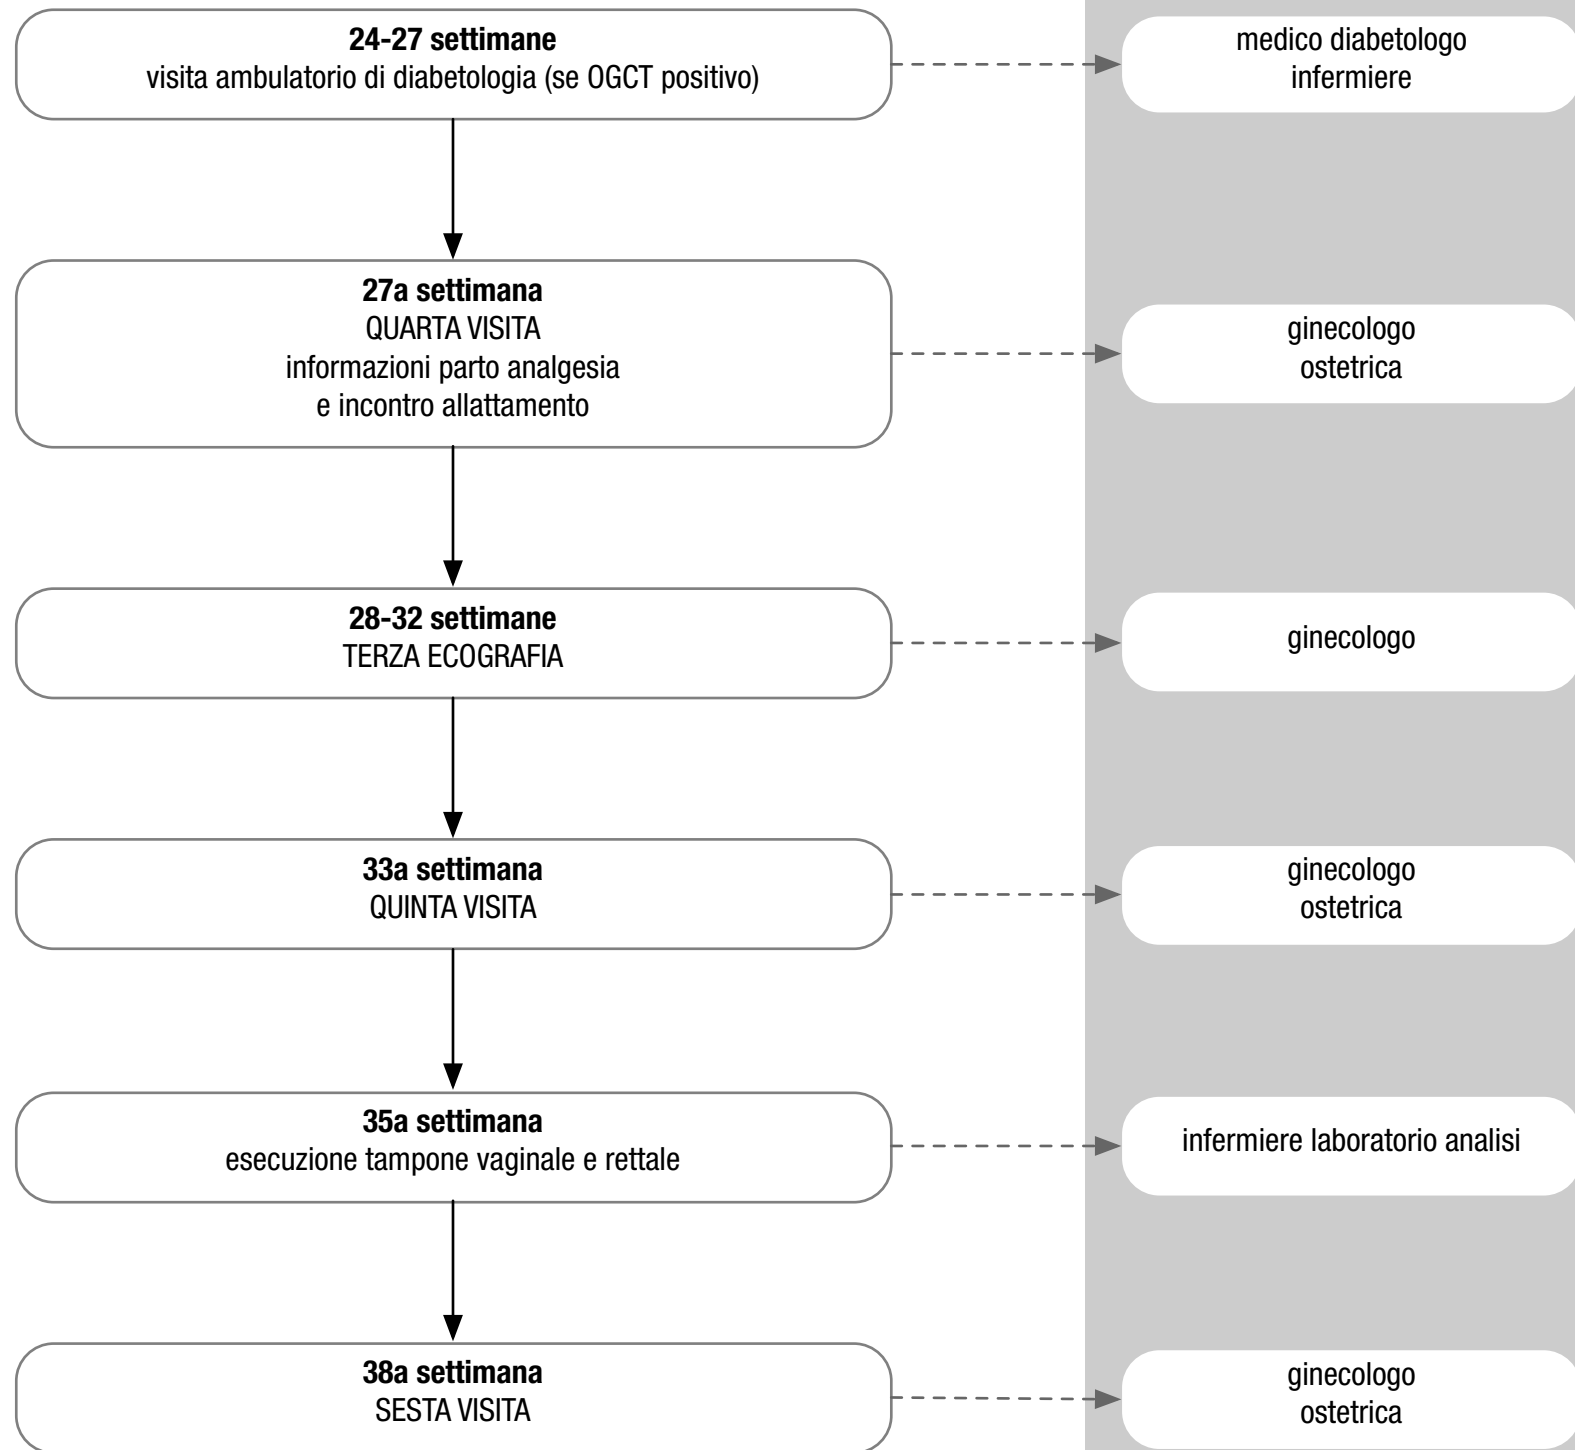 24-27 settimane
visita ambulatorio di diabetologia (se OGCT positivo)
medico diabetologo
infermiere
27a settimana
QUARTA VISITA
informazioni parto analgesia
e incontro allattamento
ginecologo
ostetrica
28-32 settimane
TERZA ECOGRAFIA
ginecologo
33a settimana
QUINTA VISITA
ginecologo
ostetrica
35a settimana
esecuzione tampone vaginale e rettale
infermiere laboratorio analisi
38a settimana
SESTA VISITA
ginecologo
ostetrica